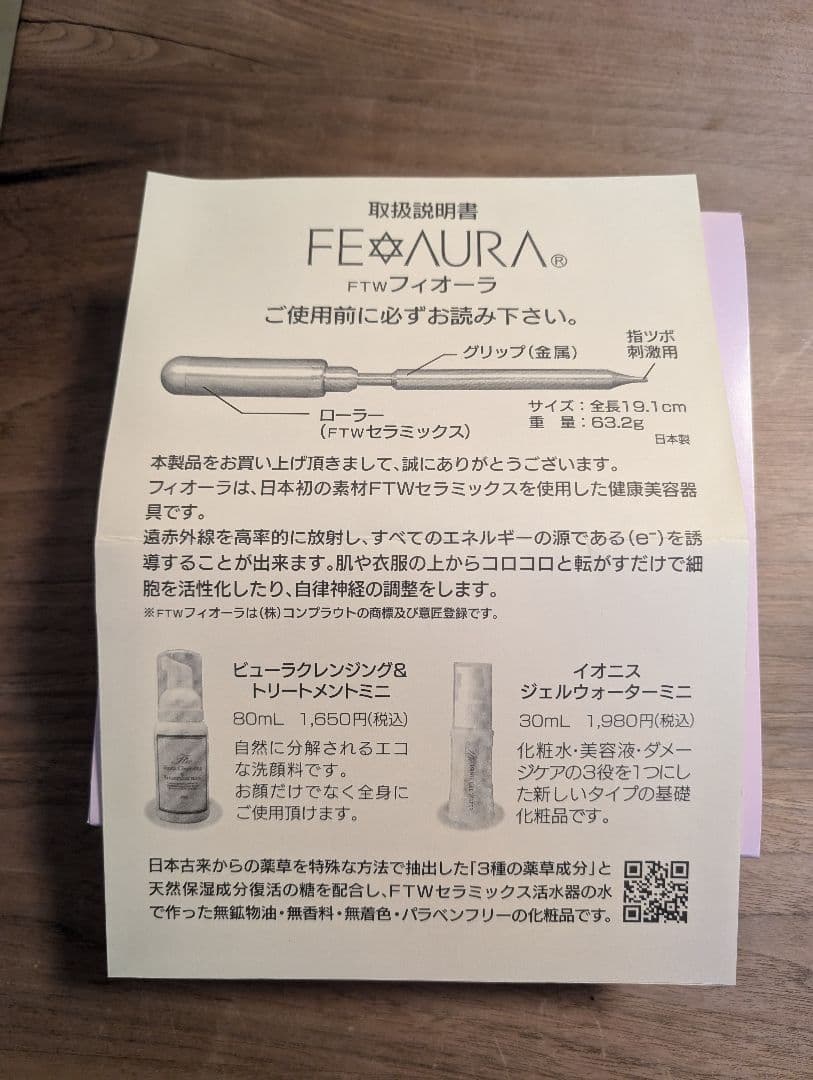 取扱説明書
FE✡AURA®
FTWフィオーラ
ご使用前に必ずお読み下さい。
グリップ(金属)
指ツボ
刺激用
ローラー
(FTWセラミックス)
サイズ:全長19.1cm
重 量:63.2g
日本製
本製品をお買い上げ頂きまして、誠にありがとうございます。
フィオーラは、日本初の素材FTWセラミックスを使用した健康美容器
具です。
遠赤外線を高率的に放射し、すべてのエネルギーの源である(e⁻)を誘
導することが出来ます。肌や衣服の上からコロコロと転がすだけで細
胞を活性化したり、自律神経の調整をします。
※FTWフィオーラは(株)コンプラウトの商標及び意匠登録です。
ビューラクレンジング&
トリートメントミニ
80mL 1,650円(税込)
自然に分解されるエコ
な洗顔料です。
お顔だけでなく全身に
ご使用頂けます。
イオニス
ジェルウォーターミニ
30mL 1,980円(税込)
化粧水・美容液・ダメー
ジケアの3役を1つにし
た新しいタイプの基礎
化粧品です。
日本古来からの薬草を特殊な方法で抽出した「3種の薬草成分」と
天然保湿成分復活の糖を配合し、FTWセラミックス活水器の水
で作った無鉱物油・無香料・無着色・パラベンフリーの化粧品です。